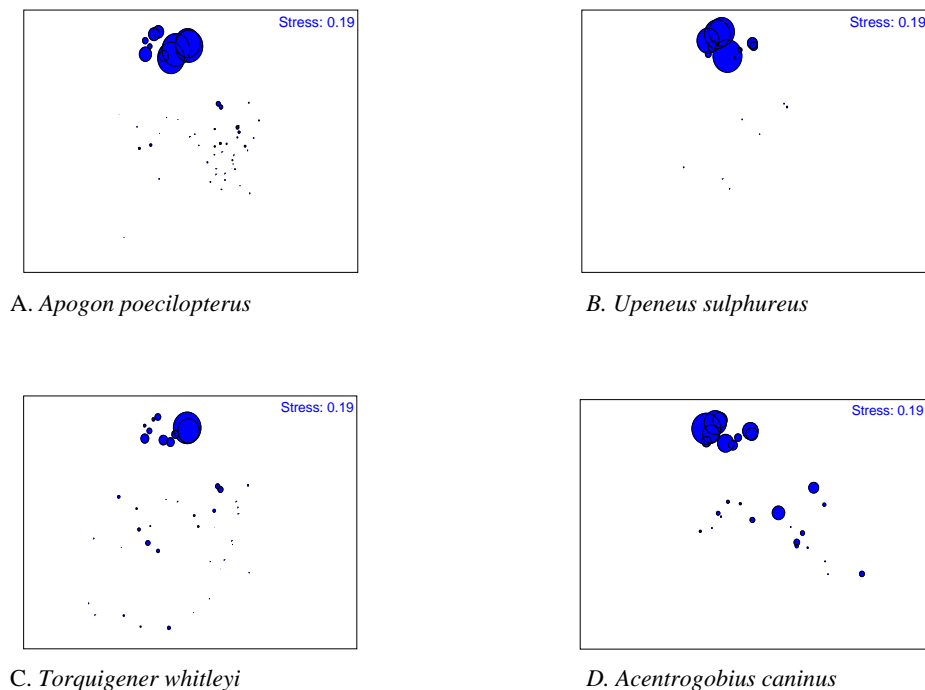 Stress: 0.19
Stress: 0.19
A. Apogon poecilopterus
B. Upeneus sulphureus
Stress: 0.19
Stress: 0.19
C. Torquigener whitleyi
D. Acentrogobius caninus